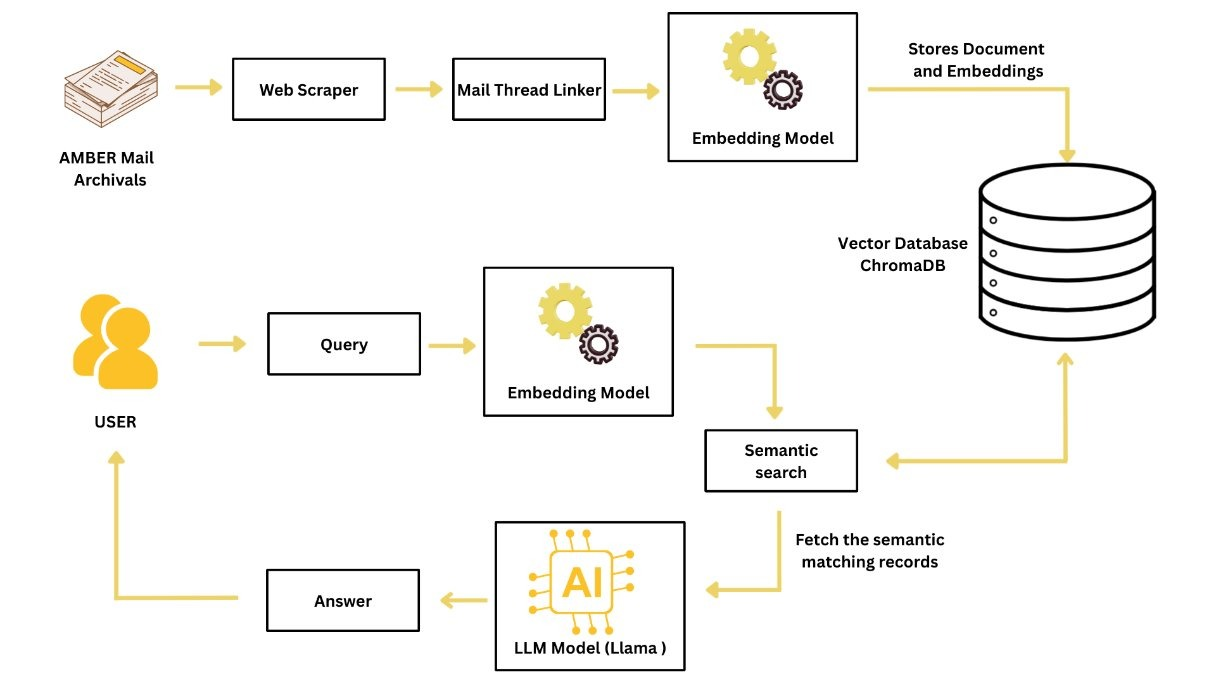 Stores Document
and Embeddings
Web Scraper
Mail Thread Linker
Embedding Model
AMBER Mail
Archivals
Vector Database
ChromaDB
Query
Embedding Model
USER
Semantic
search
Fetch the semantic
matching records
AI
Answer
LLM Model (Llama )